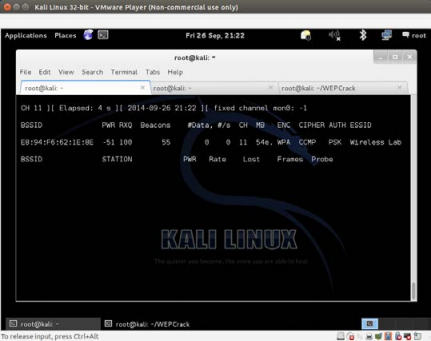 Kali Linux 32-bit - VMware Player (Non-commercial use only)
Applications Places Fri 26 Sep, 21:22 root
root@kali: ~
File Edit View Search Terminal Tabs Help
root@kali: ~ × root@kali: ~ × root@kali: ~/WEPCrack ×
CH 11 ][ Elapsed: 4 s ][ 2014-09-26 21:22 ][ fixed channel mon0: -1
BSSID PWR RXQ Beacons #Data, #/s CH MB ENC CIPHER AUTH ESSID
E8:94:F6:62:1E:8E -51 100 55 0 0 11 54e. WPA CCMP PSK Wireless Lab
BSSID STATION PWR Rate Lost Frames Probe
KALI LINUX
The quieter you become, the more you are able to hear
root@kali: ~ root@kali: ~/WEPCrack
To release input, press Ctrl+Alt